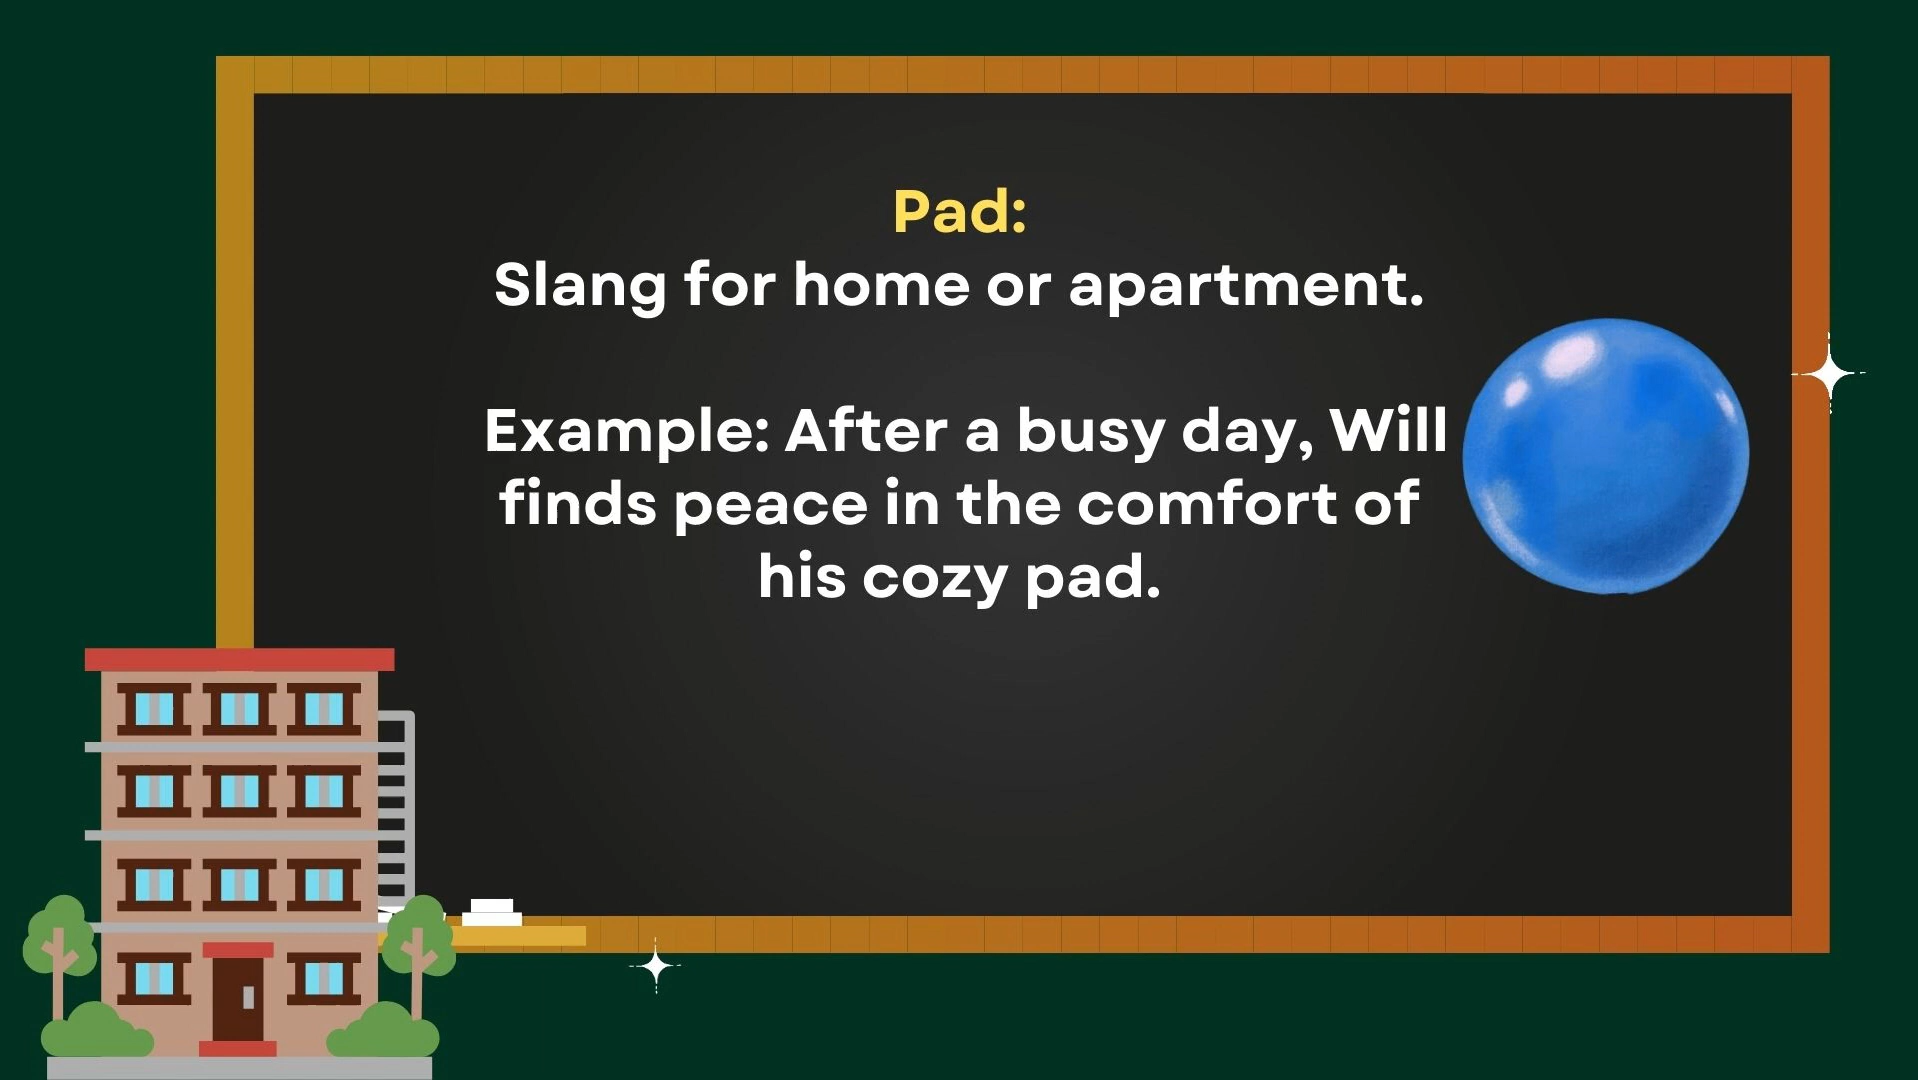 Pad:
Slang for home or apartment.
Example: After a busy day, Will
finds peace in the comfort of
his cozy pad.